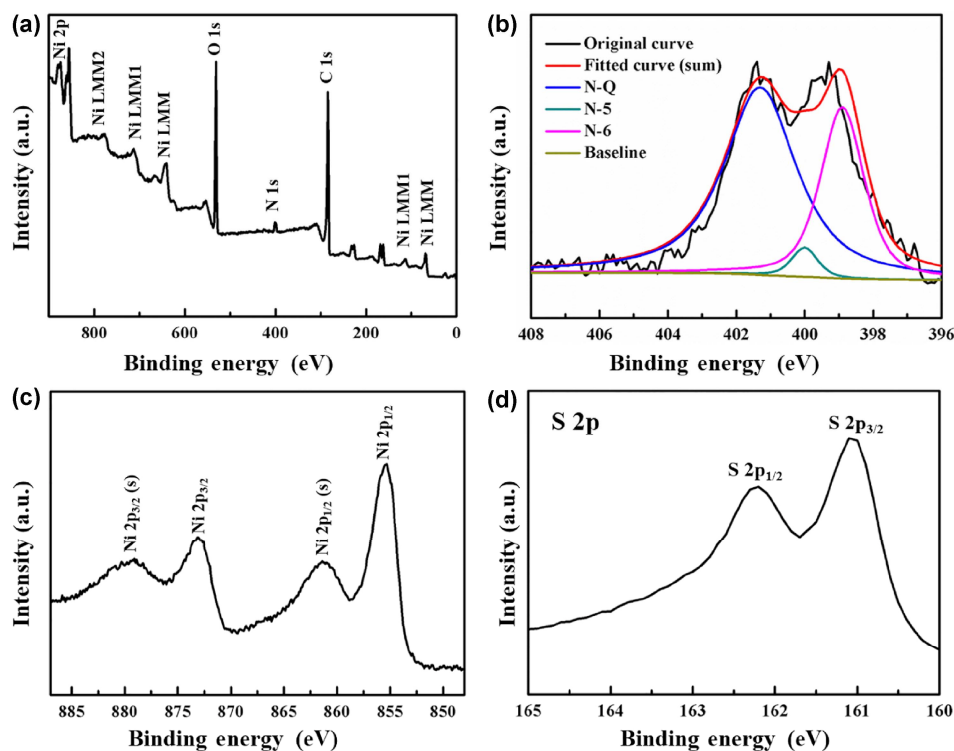 (a)
Ni 2p
Ni LMM2
Ni LMM1
Ni LMM
O 1s
N 1s
C 1s
Ni LMM1
Ni LMM
Intensity (a.u.)
800 600 400 200 0
Binding energy (eV)
(b)
Original curve
Fitted curve (sum)
N-Q
N-5
N-6
Baseline
Intensity (a.u.)
408 406 404 402 400 398 396
Binding energy (eV)
(c)
Ni 2p3/2 (s)
Ni 2p3/2
Ni 2p1/2 (s)
Ni 2p1/2
Intensity (a.u.)
885 880 875 870 865 860 855 850
Binding energy (eV)
(d)
S 2p
S 2p1/2
S 2p3/2
Intensity (a.u.)
165 164 163 162 161 160
Binding energy (eV)